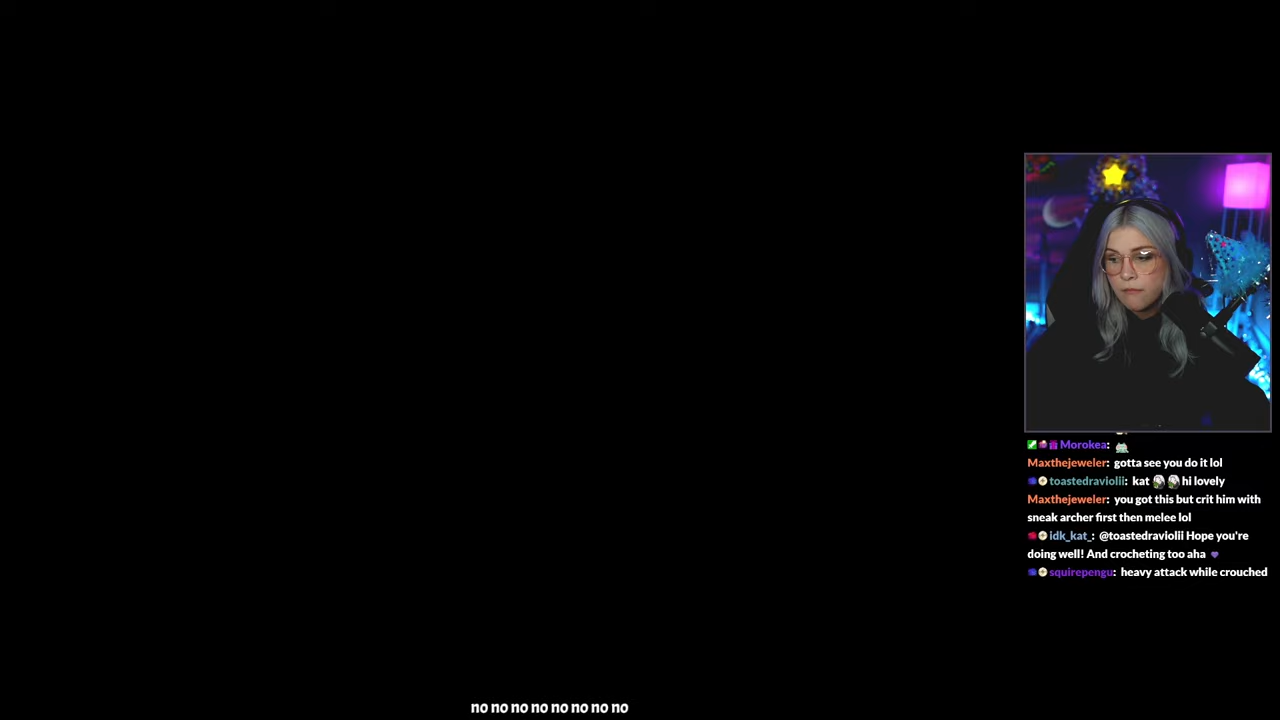 Morokea:
Maxthejeweler: gotta see you do it lol
toastedraviolii: kat hi lovely
Maxthejeweler: you got this but crit him with
sneak archer first then melee lol
idk_kat_: @toastedraviolii Hope you're
doing well! And crocheting too aha
squirepengu: heavy attack while crouched
no no no no no no no no